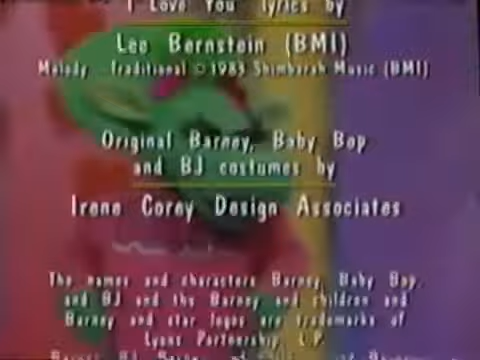 "I Love You" lyrics by
Lee Bernstein (BMI)
Melody - Traditional © 1983 Shimbarah Music (BMI)
Original Barney, Baby Bop
and BJ costumes by
Irene Corey Design Associates
The names and characters Barney, Baby Bop
and BJ and the Barney and children and
Barney and star logos are trademarks of
Lyons Partnership, L.P.